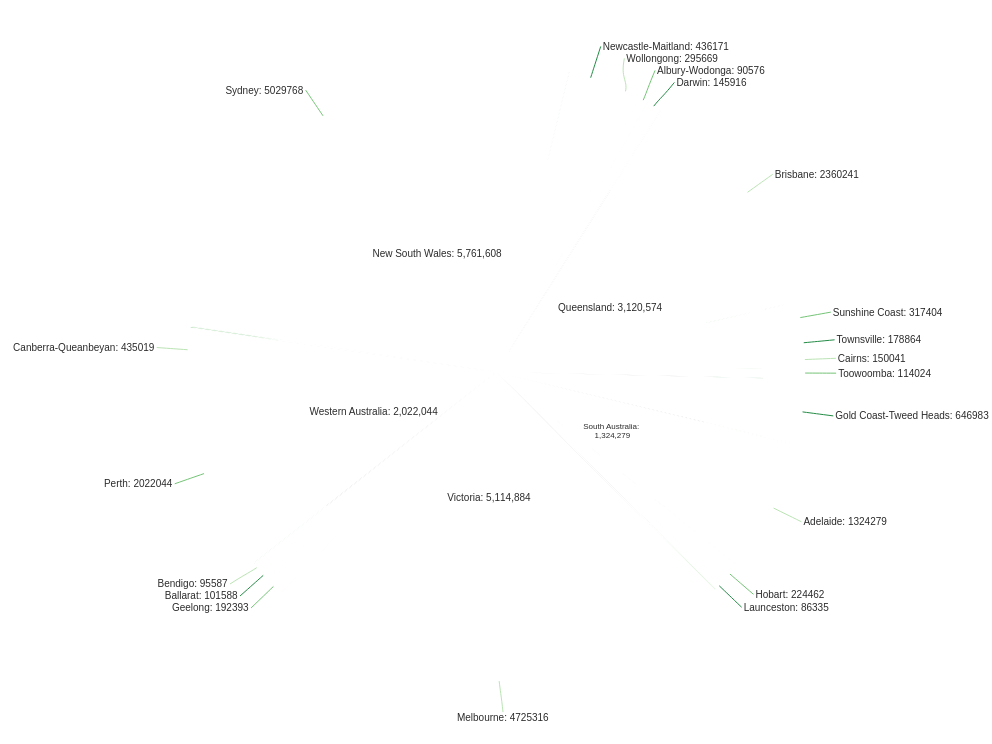 Newcastle-Maitland: 436171
Wollongong: 295669
Albury-Wodonga: 90576
Darwin: 145916
Sydney: 5029768
Brisbane: 2360241
New South Wales: 5,761,608
Queensland: 3,120,574
Sunshine Coast: 317404
Townsville: 178864
Canberra-Queanbeyan: 435019
Cairns: 150041
Toowoomba: 114024
Western Australia: 2,022,044
Gold Coast-Tweed Heads: 646983
South Australia:
1,324,279
Perth: 2022044
Victoria: 5,114,884
Adelaide: 1324279
Bendigo: 95587
Ballarat: 101588
Geelong: 192393
Hobart: 224462
Launceston: 86335
Melbourne: 4725316